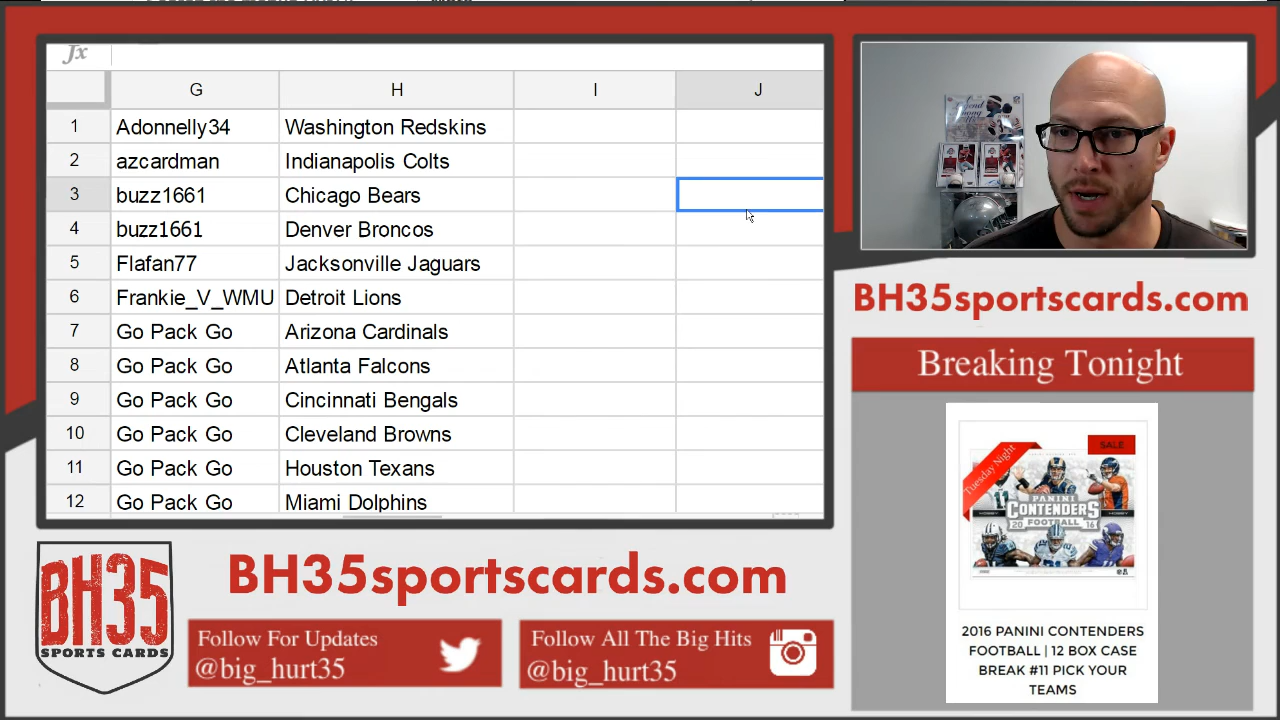 G H I J
1 Adonnelly34 Washington Redskins
2 azcardman Indianapolis Colts
3 buzz1661 Chicago Bears
4 buzz1661 Denver Broncos
5 Flafan77 Jacksonville Jaguars
6 Frankie_V_WMU Detroit Lions
7 Go Pack Go Arizona Cardinals
8 Go Pack Go Atlanta Falcons
9 Go Pack Go Cincinnati Bengals
10 Go Pack Go Cleveland Browns
11 Go Pack Go Houston Texans
12 Go Pack Go Miami Dolphins
BH35sportscards.com
Breaking Tonight
SALE
Tuesday Night
PANINI
CONTENDERS
20 FOOTBALL 16
2016 PANINI CONTENDERS
FOOTBALL | 12 BOX CASE
BREAK #11 PICK YOUR
TEAMS
BH35
SPORTS CARDS
BH35sportscards.com
Follow For Updates
@big_hurt35
Follow All The Big Hits
@big_hurt35